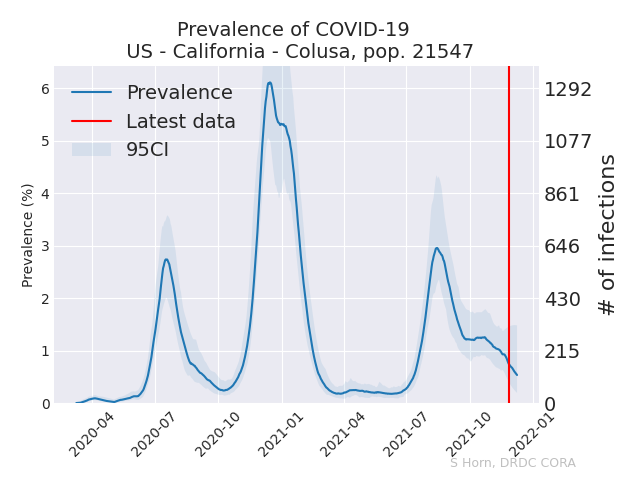 Prevalence of COVID-19
US - California - Colusa, pop. 21547
Prevalence
Latest data
95CI
Prevalence (%)
6
5
4
3
2
1
0
1292
1077
861
646
430
215
0
# of infections
2020-04
2020-07
2020-10
2021-01
2021-04
2021-07
2021-10
2022-01
S Horn, DRDC CORA